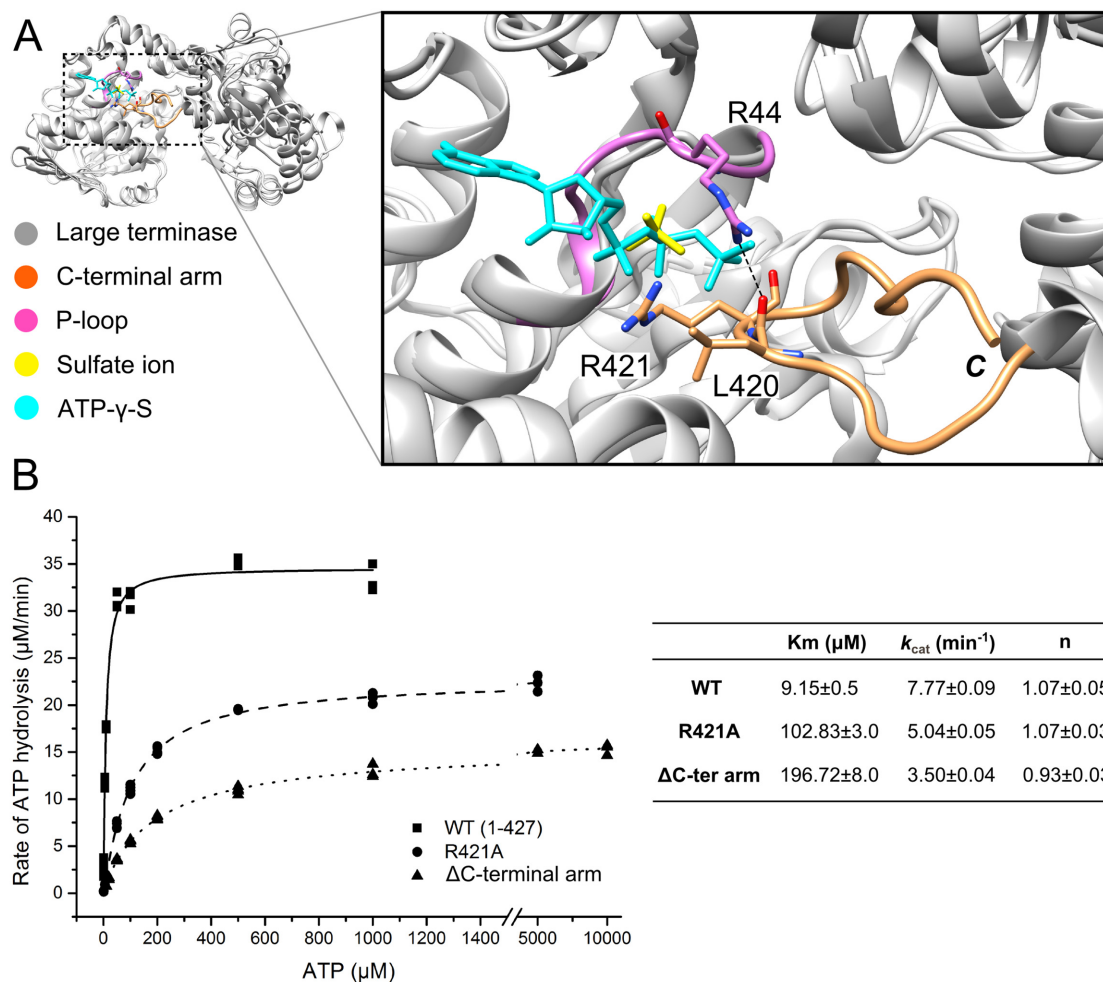 A
R44
R421
L420
C
Large terminase
C-terminal arm
P-loop
Sulfate ion
ATP-γ-S
B
Rate of ATP hydrolysis (µM/min)
40
35
30
25
20
15
10
5
0
WT (1-427)
R421A
ΔC-terminal arm
0 200 400 600 800 1000 1200 1400 5000 10000
ATP (µM)
Km (µM) kcat (min-1) n
WT 9.15±0.5 7.77±0.09 1.07±0.05
R421A 102.83±3.0 5.04±0.05 1.07±0.03
ΔC-ter arm 196.72±8.0 3.50±0.04 0.93±0.03